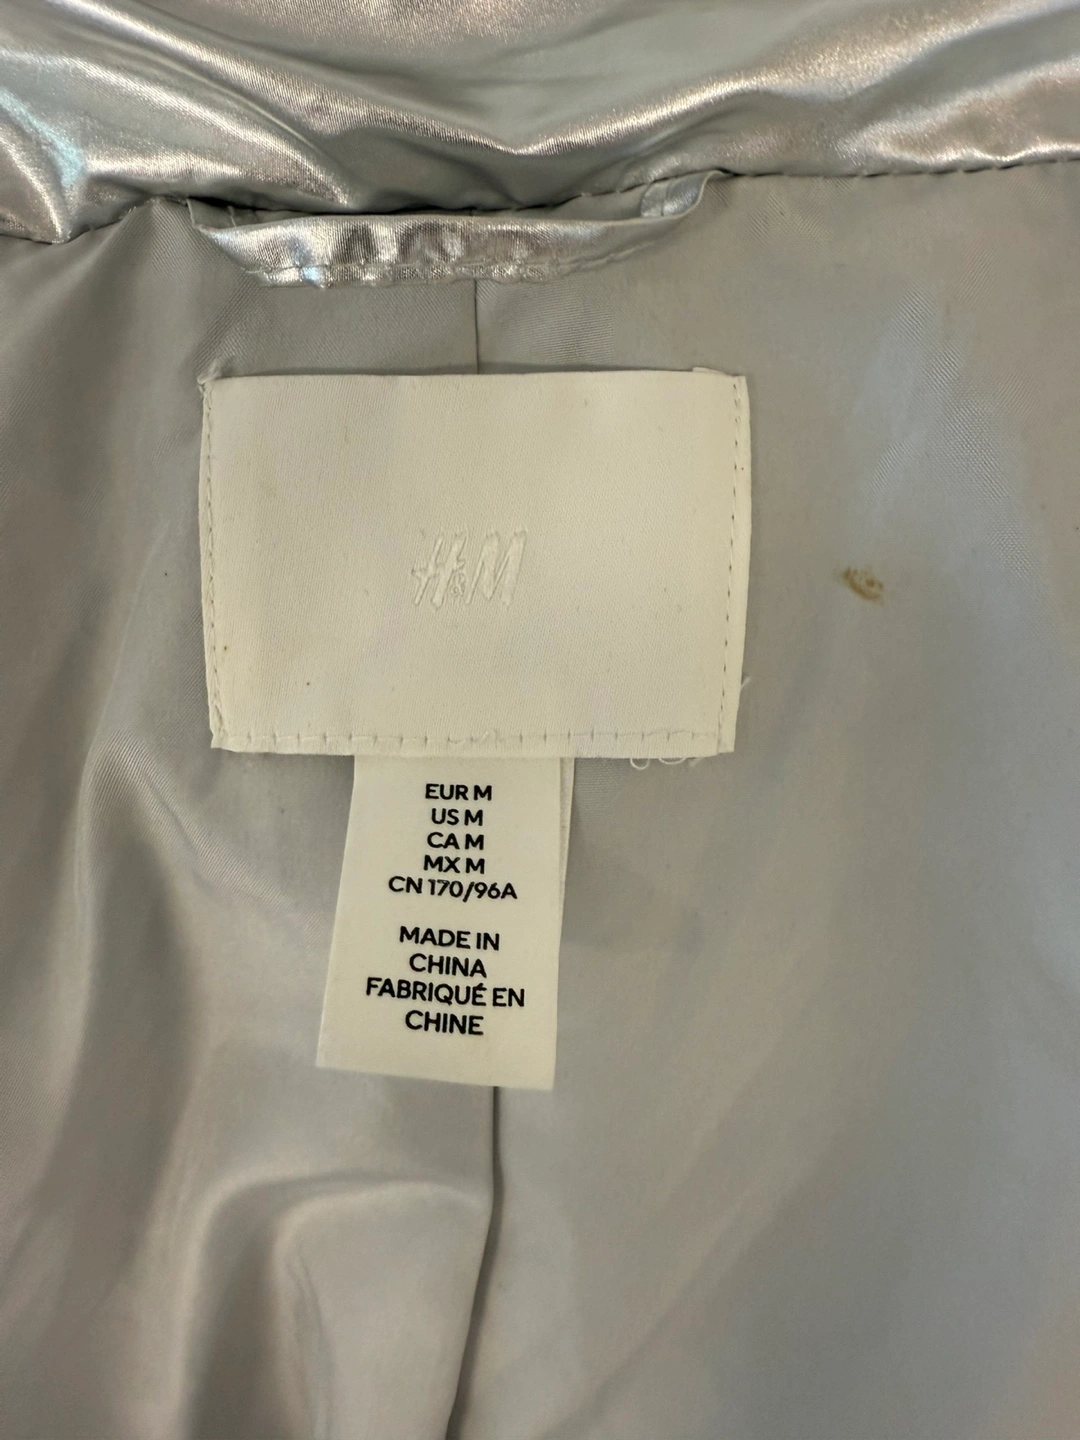 H&M
EUR M
US M
CA M
MX M
CN 170/96A
MADE IN
CHINA
FABRIQUÉ EN
CHINE